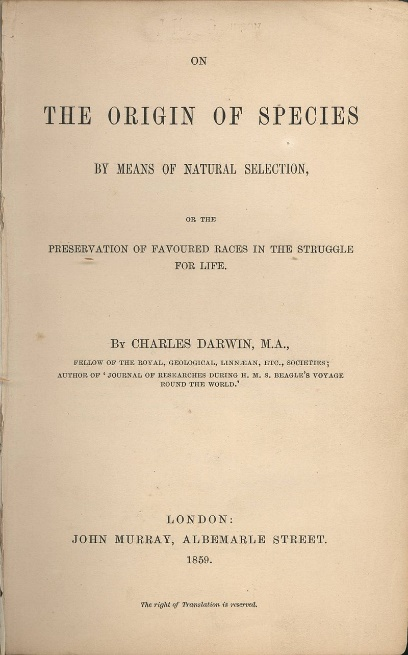 ON
THE ORIGIN OF SPECIES
BY MEANS OF NATURAL SELECTION,
OR THE
PRESERVATION OF FAVOURED RACES IN THE STRUGGLE
FOR LIFE.
BY CHARLES DARWIN, M.A.,
FELLOW OF THE ROYAL, GEOLOGICAL, LINNÆAN, ETC., SOCIETIES;
AUTHOR OF ‘JOURNAL OF RESEARCHES DURING H. M. S. BEAGLE’S VOYAGE
ROUND THE WORLD.’
LONDON:
JOHN MURRAY, ALBEMARLE STREET.
1859.
The right of Translation is reserved.